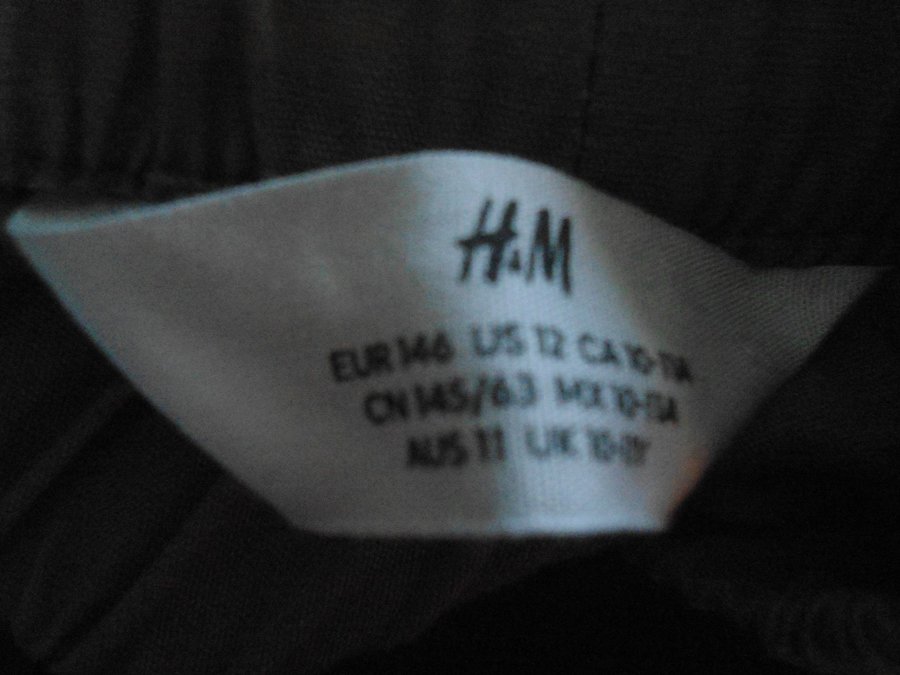 H&M
EUR 146 US 12 CA 10-11A
CN 145/63 MX 10-11A
AUS 11 UK 10-11Y